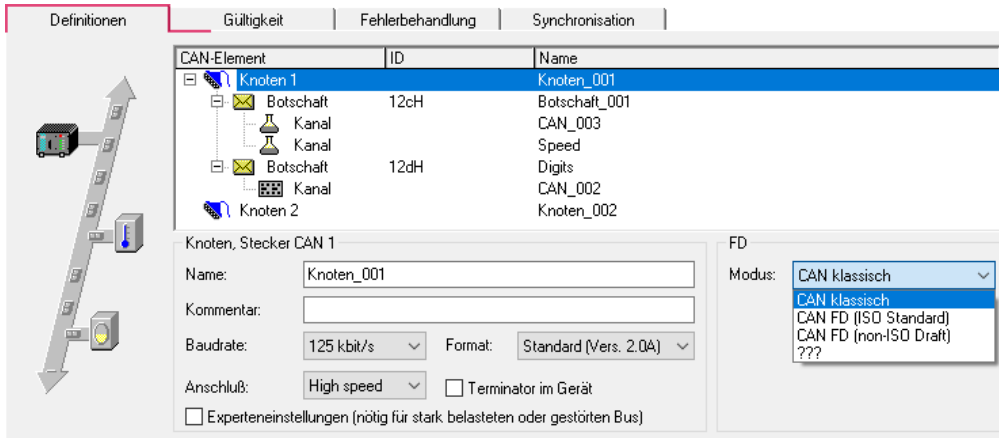 Definitionen Gültigkeit Fehlerbehandlung Synchronisation
CAN-Element ID Name
Knoten 1 Knoten_001
Botschaft 12cH Botschaft_001
Kanal CAN_003
Kanal Speed
Botschaft 12dH Digits
Kanal CAN_002
Knoten 2 Knoten_002
Knoten, Stecker CAN 1 FD
Name: Knoten_001 Modus: CAN klassisch
CAN klassisch
Kommentar: CAN FD (ISO Standard)
CAN FD (non-ISO Draft)
Baudrate: 125 kbit/s Format: Standard (Vers. 2.0A) ???
Anschluß: High speed Terminator im Gerät
Experteneinstellungen (nötig für stark belasteten oder gestörten Bus)